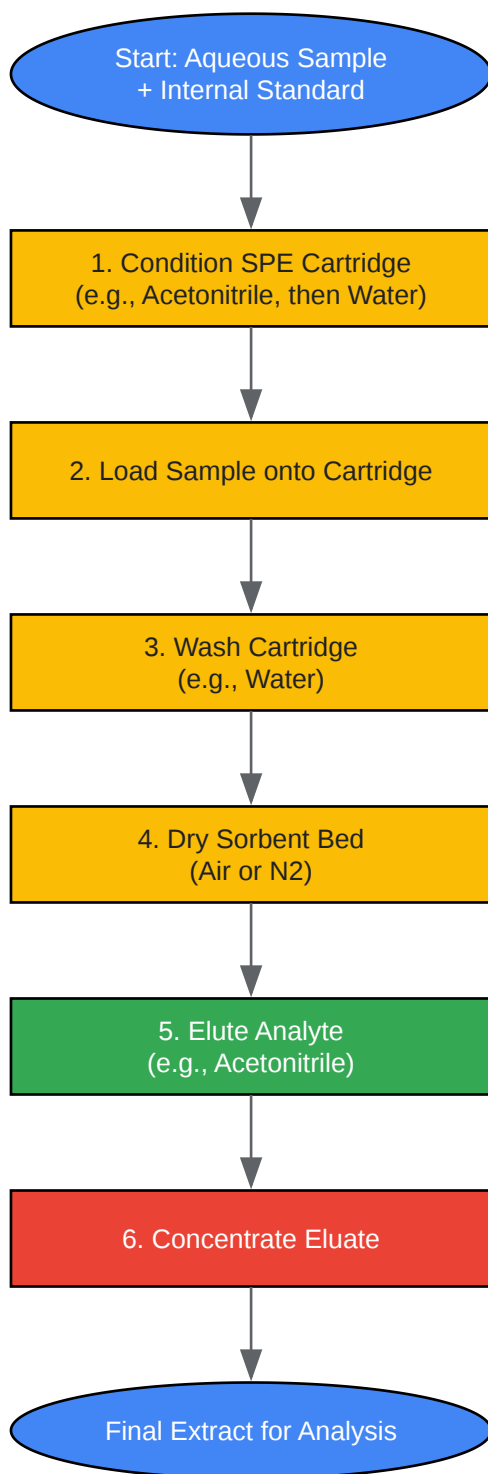 Start: Aqueous Sample
+ Internal Standard
1. Condition SPE Cartridge
(e.g., Acetonitrile, then Water)
2. Load Sample onto Cartridge
3. Wash Cartridge
(e.g., Water)
4. Dry Sorbent Bed
(Air or N2)
5. Elute Analyte
(e.g., Acetonitrile)
6. Concentrate Eluate
Final Extract for Analysis